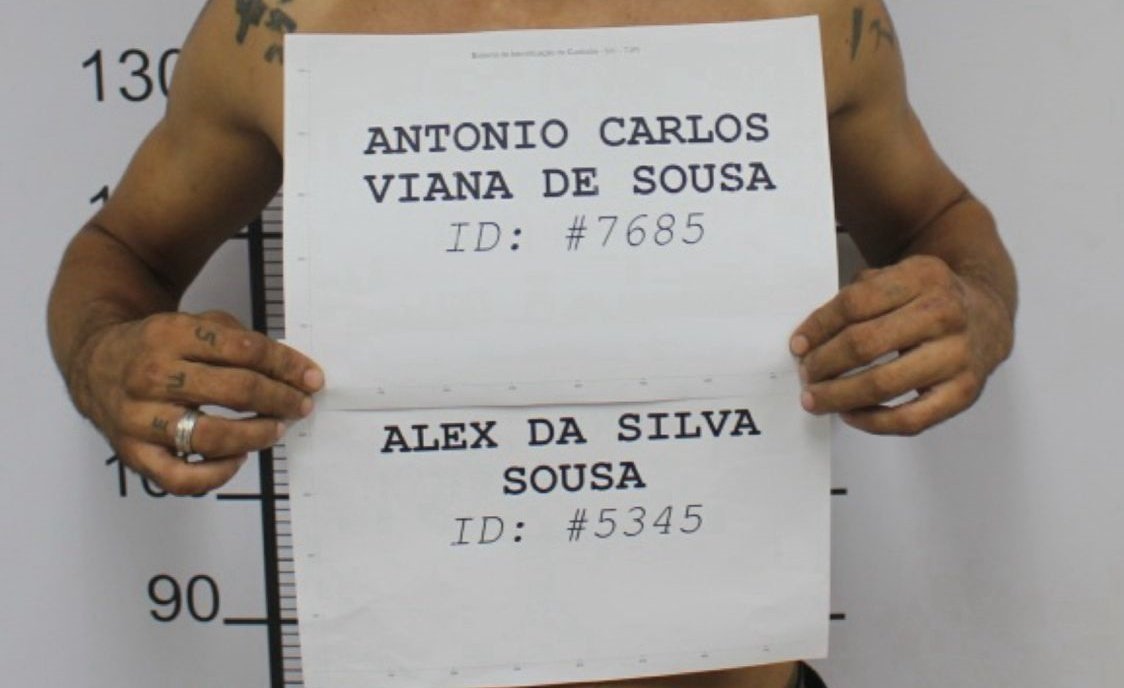 130
ANTONIO CARLOS
VIANA DE SOUSA
ID: #7685
ALEX DA SILVA
SOUSA
ID: #5345
90